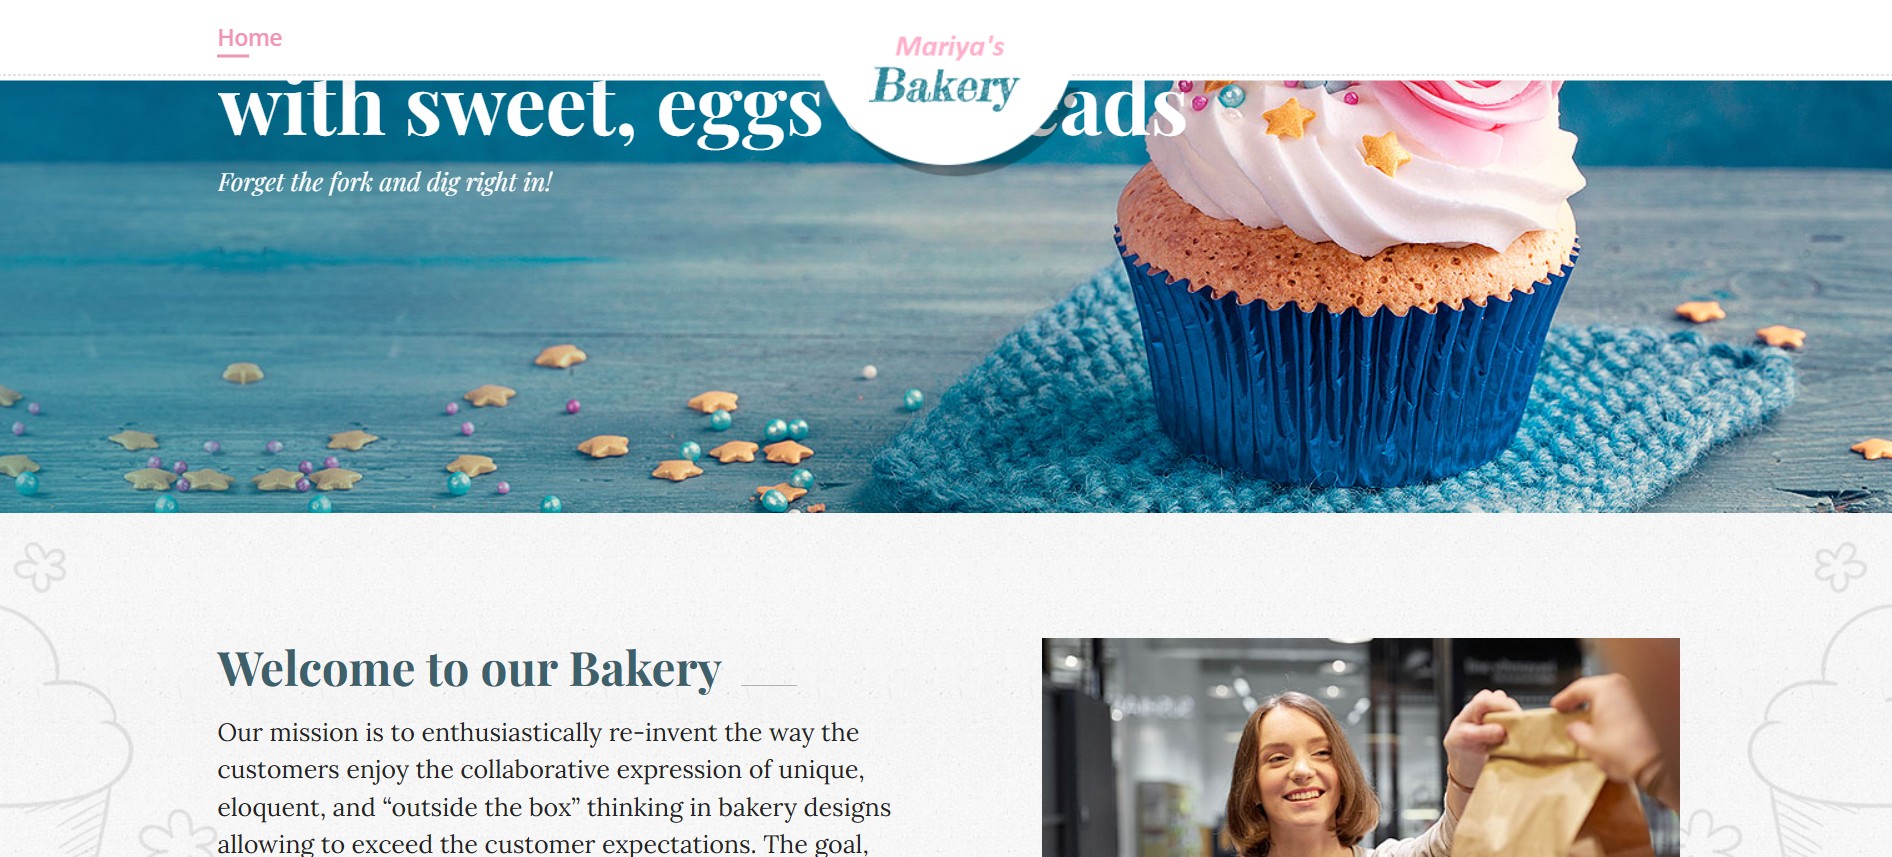 Home
Mariya's
Bakery
with sweet, eggs
Forget the fork and dig right in!
Welcome to our Bakery
Our mission is to enthusiastically re-invent the way the
customers enjoy the collaborative expression of unique,
eloquent, and “outside the box” thinking in bakery designs
allowing to exceed the customer expectations. The goal,